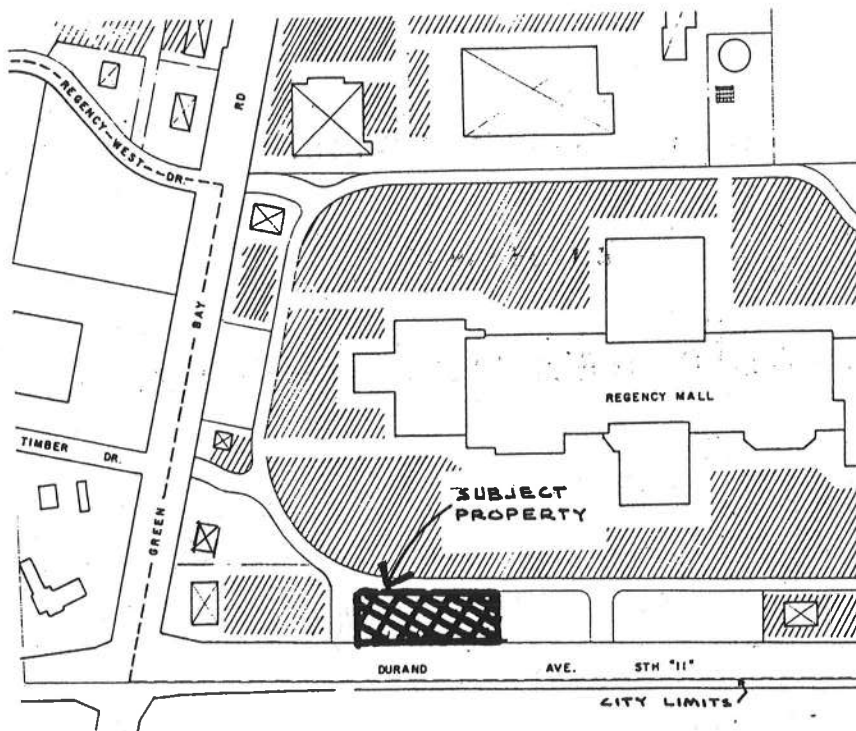 RD
REGENCY WEST DR.
BAY
REGENCY MALL
TIMBER DR.
SUBJECT
PROPERTY
GREEN
DURAND AVE. STH "11"
CITY LIMITS